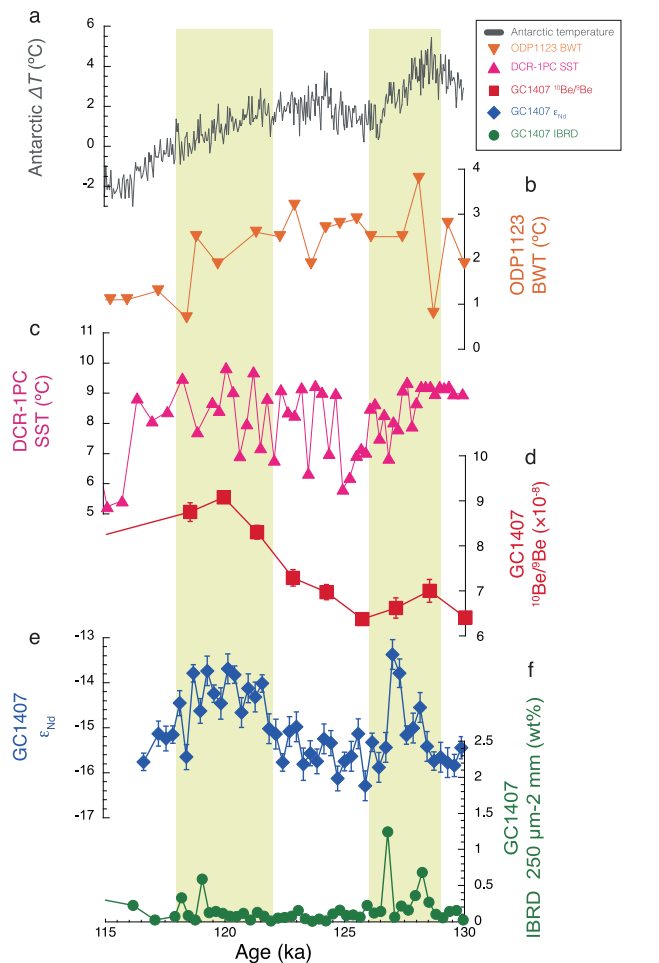 a
Antarctic ΔT (ºC)
6
4
2
0
-2
Antarctic temperature
ODP1123 BWT
DCR-1PC SST
GC1407 ¹⁰Be/⁹Be
GC1407 εNd
GC1407 IBRD
b
4
3
2
1
0
ODP1123
BWT (ºC)
c
11
10
9
8
7
6
5
DCR-1PC
SST (ºC)
d
10
9
8
7
6
GC1407
¹⁰Be/⁹Be (×10⁻⁸)
e
-13
-14
-15
-16
-17
GC1407
εNd
f
2.5
2
1.5
1
0.5
0
GC1407
IBRD 250 µm-2 mm (wt%)
115 120 125 130
Age (ka)